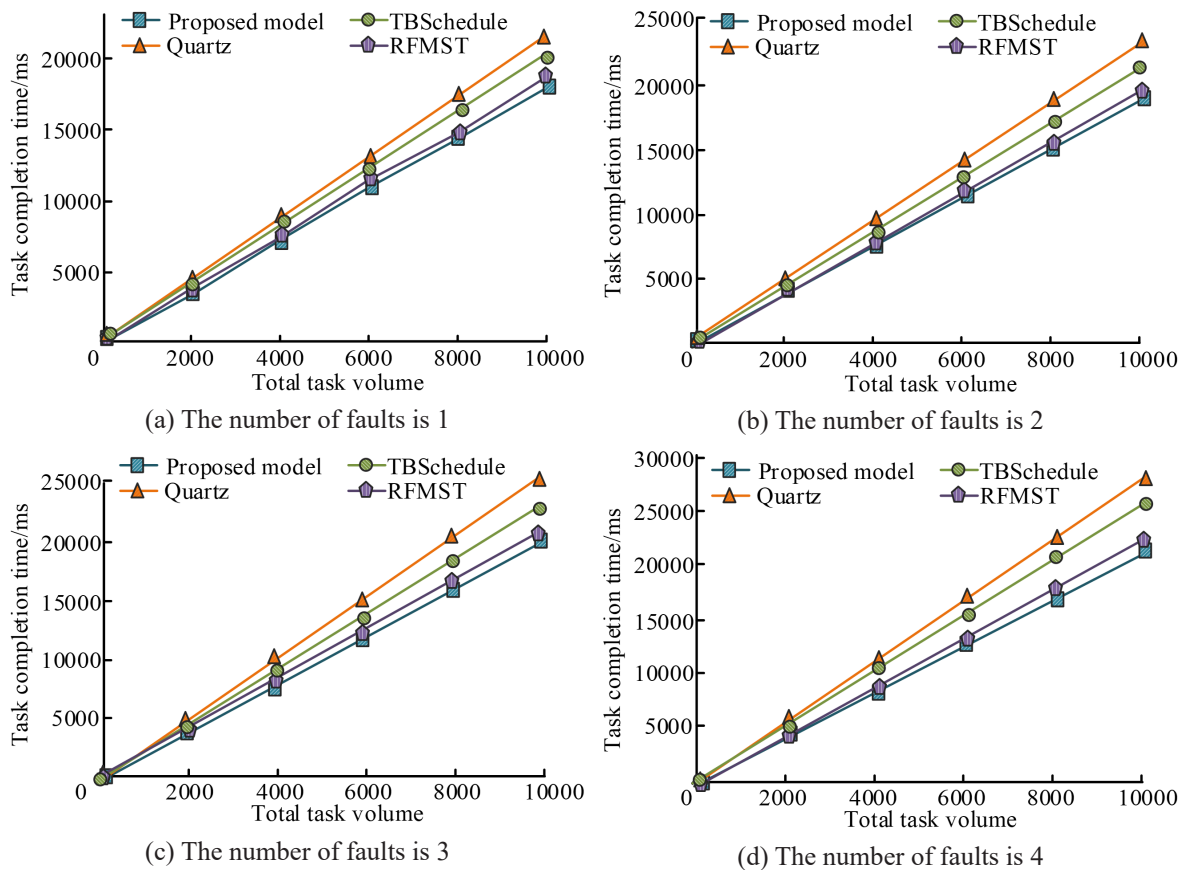 Proposed model
TBSchedule
Quartz
RFMST
Task completion time/ms
20000
15000
10000
5000
0
2000
4000
6000
8000
10000
Total task volume
(a) The number of faults is 1
Proposed model
TBSchedule
Quartz
RFMST
Task completion time/ms
25000
20000
15000
10000
5000
0
2000
4000
6000
8000
10000
Total task volume
(b) The number of faults is 2
Proposed model
TBSchedule
Quartz
RFMST
Task completion time/ms
25000
20000
15000
10000
5000
0
2000
4000
6000
8000
10000
Total task volume
(c) The number of faults is 3
Proposed model
TBSchedule
Quartz
RFMST
Task completion time/ms
30000
25000
20000
15000
10000
5000
0
2000
4000
6000
8000
10000
Total task volume
(d) The number of faults is 4